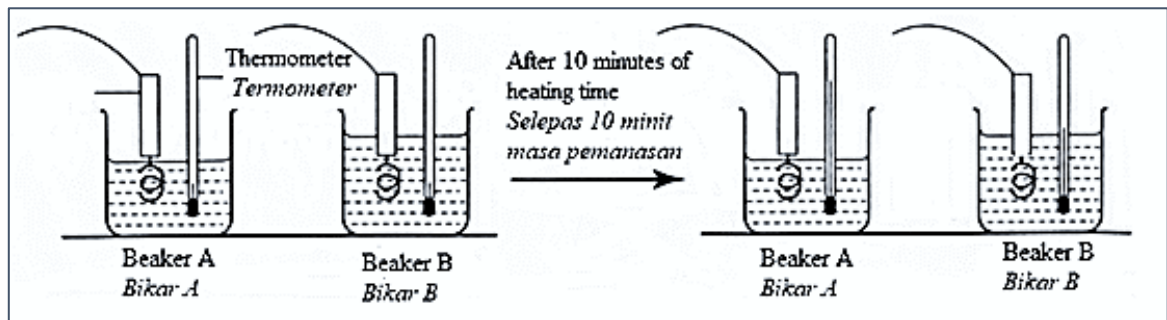 Thermometer
Termometer
After 10 minutes of
heating time
Selepas 10 minit
masa pemanasan
Beaker A
Bikar A
Beaker B
Bikar B
Beaker A
Bikar A
Beaker B
Bikar B